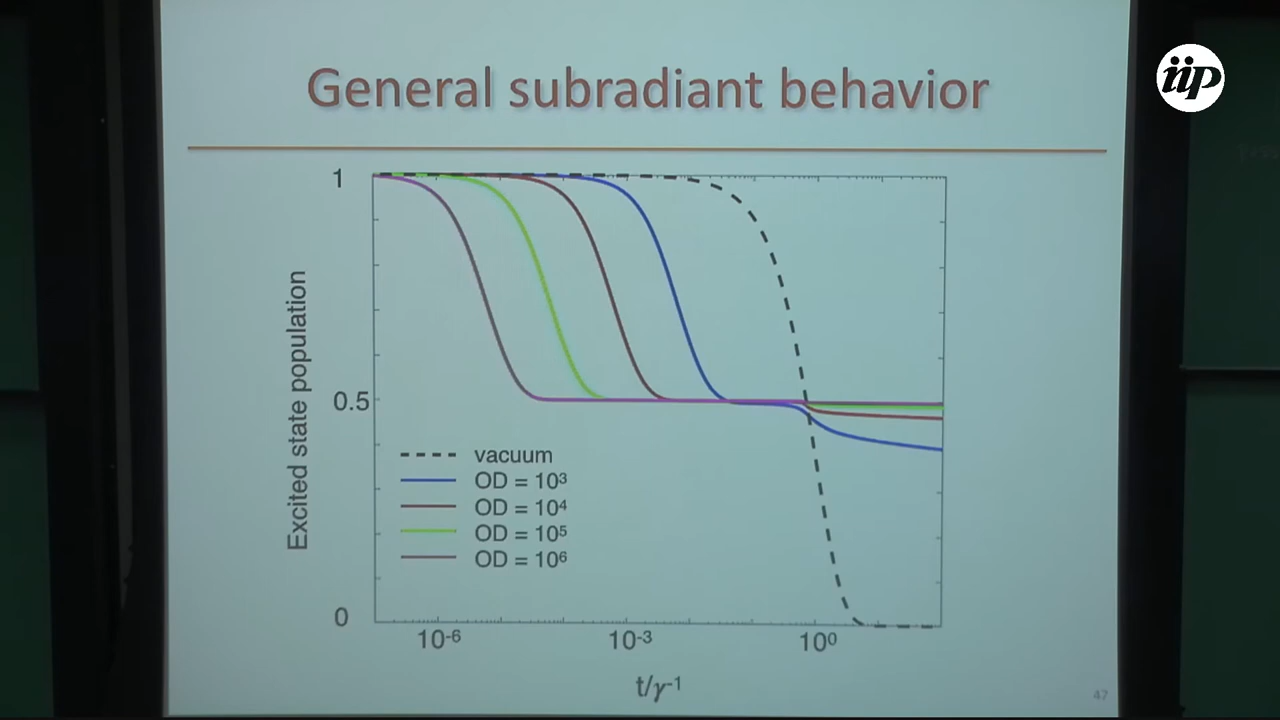 iip
General subradiant behavior
1
0.5
0
Excited state population
vacuum
OD = 10³
OD = 10⁴
OD = 10⁵
OD = 10⁶
10⁻⁶ 10⁻³ 10⁰
t/γ⁻¹
47